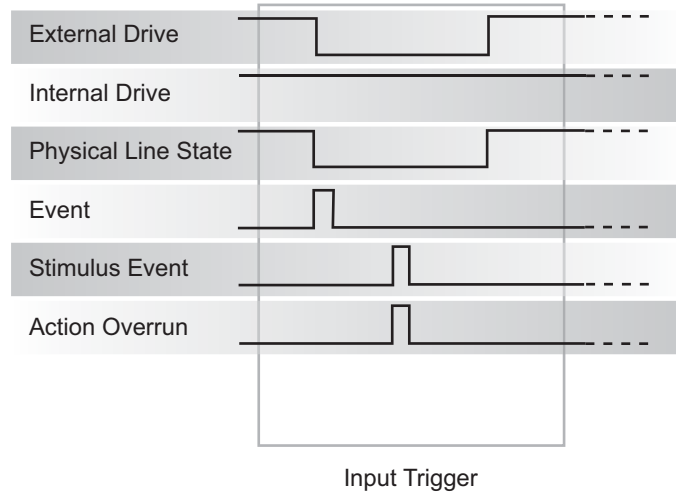 External Drive
Internal Drive
Physical Line State
Event
Stimulus Event
Action Overrun
Input Trigger